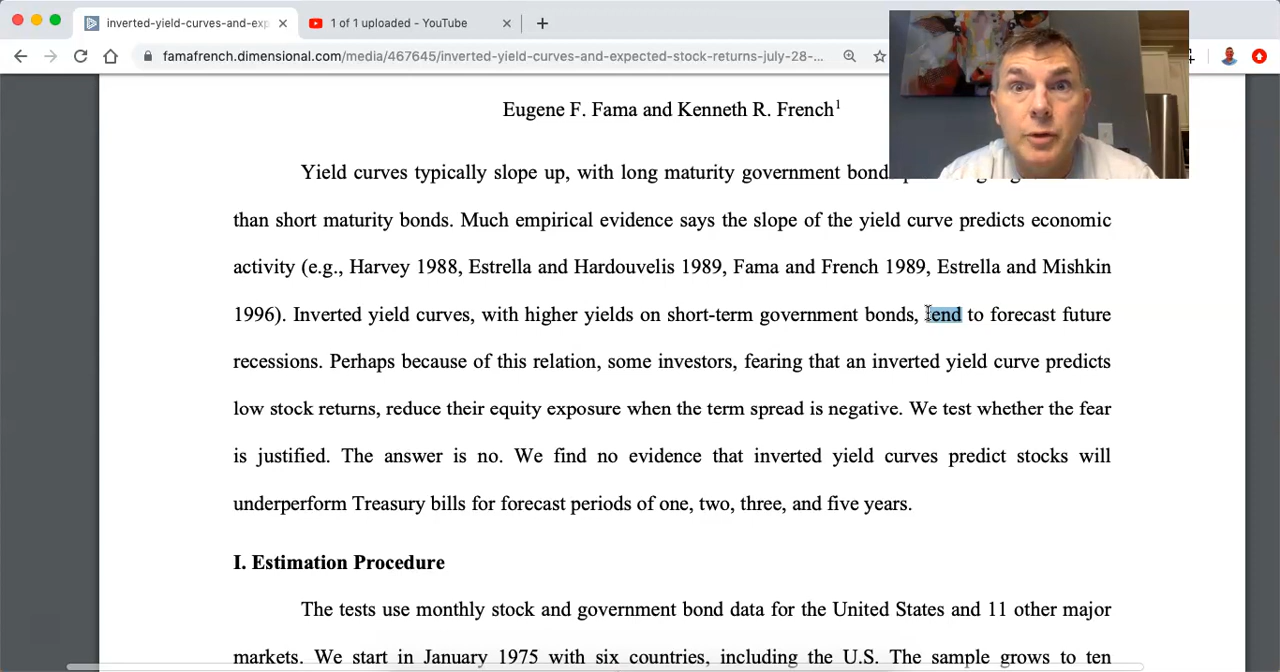 inverted-yield-curves-and-exp
1 of 1 uploaded - YouTube
famafrench.dimensional.com/media/467645/inverted-yield-curves-and-expected-stock-returns-july-28-...
Eugene F. Fama and Kenneth R. French1
Yield curves typically slope up, with long maturity government bond
than short maturity bonds. Much empirical evidence says the slope of the yield curve predicts economic
activity (e.g., Harvey 1988, Estrella and Hardouvelis 1989, Fama and French 1989, Estrella and Mishkin
1996). Inverted yield curves, with higher yields on short-term government bonds, tend to forecast future
recessions. Perhaps because of this relation, some investors, fearing that an inverted yield curve predicts
low stock returns, reduce their equity exposure when the term spread is negative. We test whether the fear
is justified. The answer is no. We find no evidence that inverted yield curves predict stocks will
underperform Treasury bills for forecast periods of one, two, three, and five years.
I. Estimation Procedure
The tests use monthly stock and government bond data for the United States and 11 other major
markets. We start in January 1975 with six countries, including the U.S. The sample grows to ten